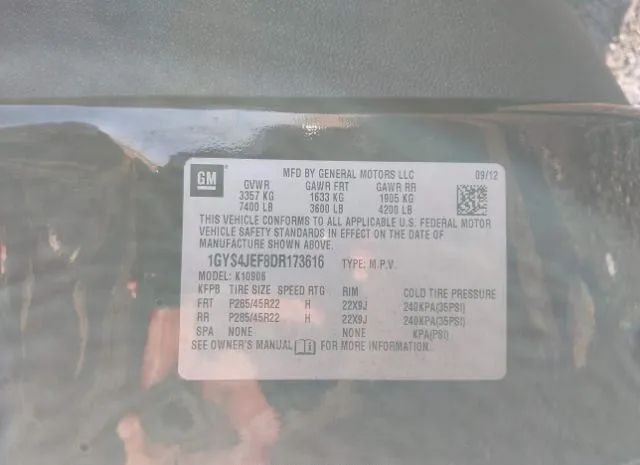 GM MFD BY GENERAL MOTORS LLC 09/12
GVWR GAWR FRT GAWR RR
3357 KG 1633 KG 1905 KG
7400 LB 3600 LB 4200 LB
THIS VEHICLE CONFORMS TO ALL APPLICABLE U.S. FEDERAL MOTOR
VEHICLE SAFETY STANDARDS IN EFFECT ON THE DATE OF
MANUFACTURE SHOWN ABOVE.
1GYS4JEF8DR173616 TYPE: M.P.V.
MODEL: K10906
KFPB TIRE SIZE SPEED RTG RIM COLD TIRE PRESSURE
FRT P285/45R22 H 22X9J 240KPA(35PSI)
RR P285/45R22 H 22X9J 240KPA(35PSI)
SPA NONE NONE KPA(PSI)
SEE OWNER'S MANUAL FOR MORE INFORMATION.